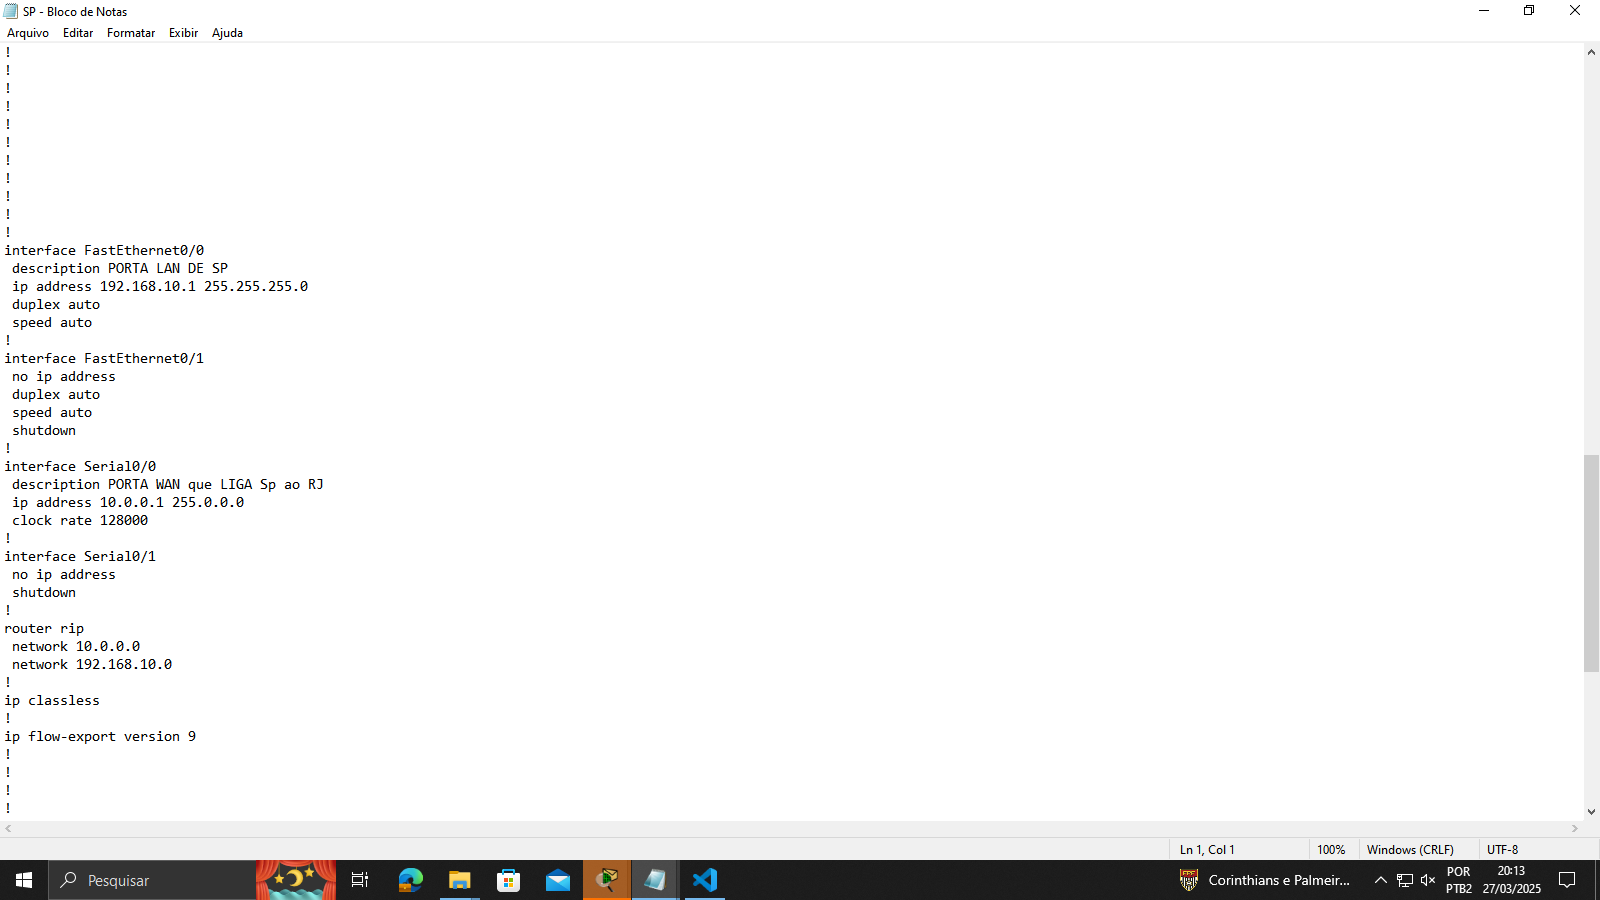 SP - Bloco de Notas
Arquivo Editar Formatar Exibir Ajuda
!
!
!
!
!
!
!
!
!
!
!
interface FastEthernet0/0
 description PORTA LAN DE SP
 ip address 192.168.10.1 255.255.255.0
 duplex auto
 speed auto
!
interface FastEthernet0/1
 no ip address
 duplex auto
 speed auto
 shutdown
!
interface Serial0/0
 description PORTA WAN que LIGA Sp ao RJ
 ip address 10.0.0.1 255.0.0.0
 clock rate 128000
!
interface Serial0/1
 no ip address
 shutdown
!
router rip
 network 10.0.0.0
 network 192.168.10.0
!
ip classless
!
ip flow-export version 9
!
!
!
!
Ln 1, Col 1 100% Windows (CRLF) UTF-8
Pesquisar
Corinthians e Palmeir...
POR
PTB2
20:13
27/03/2025